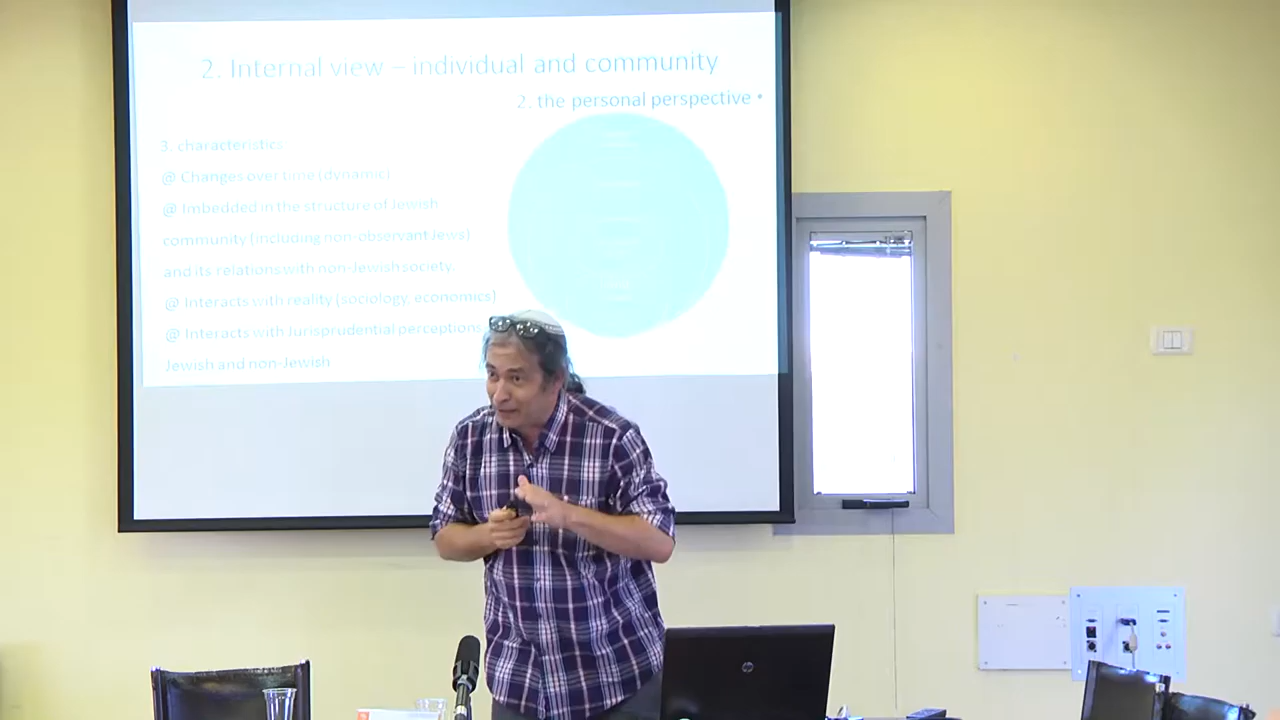 2. Internal view – individual and community
2. the personal perspective •
3. characteristics
@ Changes over time (dynamic)
@ Imbedded in the structure of Jewish
community (including non-observant Jews)
and its relations with non-Jewish society.
@ Interacts with reality (sociology, economics)
@ Interacts with Jurisprudential perceptions
Jewish and non-Jewish
hp